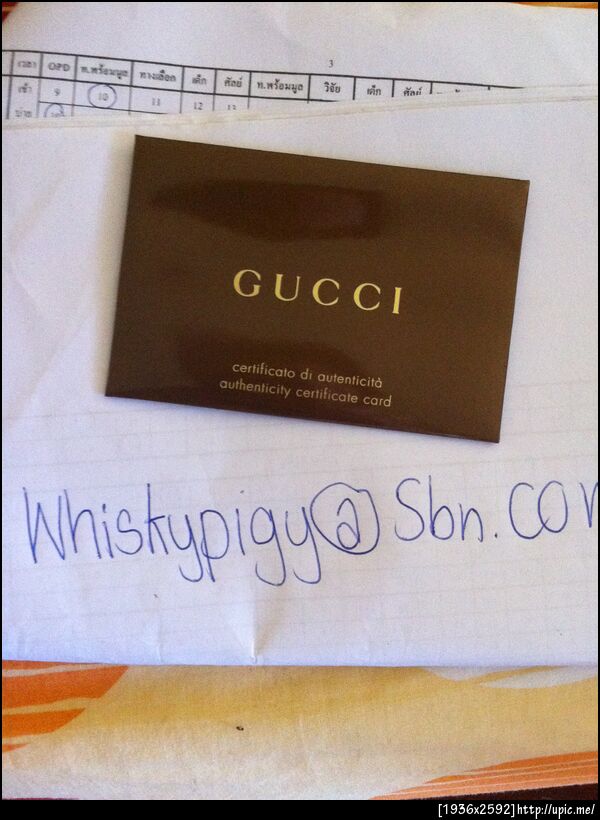 3
เวลา OPD ท.พร้อมมูล ทางเลือก เด็ก ศัลย์ ท.พร้อมมูล วิจัย เด็ก ศัลย์
เช้า 9 10 11 12 13
บ่าย
GUCCI
certificato di autenticità
authenticity certificate card
Whiskypigy@Sbn.com
[1936x2592]http://upic.me/